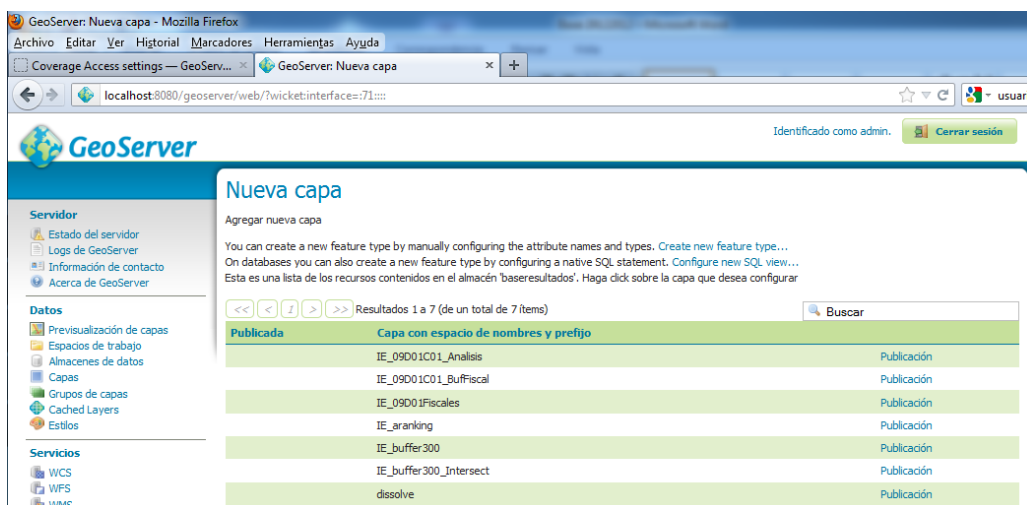 GeoServer: Nueva capa - Mozilla Firefox
Archivo Editar Ver Historial Marcadores Herramientas Ayuda
Coverage Access settings — GeoServ... × GeoServer: Nueva capa × +
localhost:8080/geoserver/web/?wicket:interface=:71:::: usuar
GeoServer
Identificado como admin. Cerrar sesión
Servidor
Estado del servidor
Logs de GeoServer
Información de contacto
Acerca de GeoServer
Datos
Previsualización de capas
Espacios de trabajo
Almacenes de datos
Capas
Grupos de capas
Cached Layers
Estilos
Servicios
WCS
WFS
WMS
Nueva capa
Agregar nueva capa
You can create a new feature type by manually configuring the attribute names and types. Create new feature type...
On databases you can also create a new feature type by configuring a native SQL statement. Configure new SQL view...
Esta es una lista de los recursos contenidos en el almacén 'baseresultados'. Haga click sobre la capa que desea configurar
<< < 1 > >> Resultados 1 a 7 (de un total de 7 ítems) Buscar
Publicada Capa con espacio de nombres y prefijo
IE_09D01C01_Analisis Publicación
IE_09D01C01_BufFiscal Publicación
IE_09D01Fiscales Publicación
IE_aranking Publicación
IE_buffer300 Publicación
IE_buffer300_Intersect Publicación
dissolve Publicación